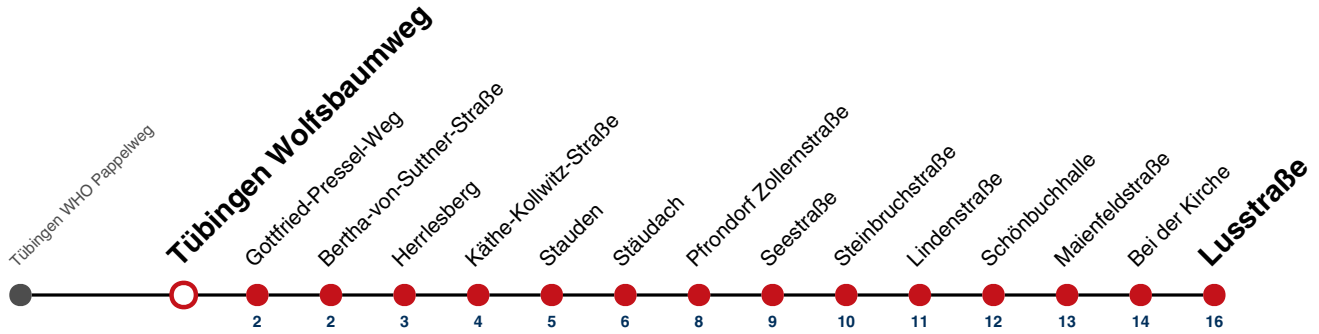 Tübingen WHO Pappelweg
Tübingen Wolfsbaumweg
Gottfried-Pressel-Weg
Bertha-von-Suttner-Straße
Herrlesberg
Käthe-Kollwitz-Straße
Stauden
Stäudach
Pfrondorf Zollernstraße
Seestraße
Steinbruchstraße
Lindenstraße
Schönbuchhalle
Maienfeldstraße
Bei der Kirche
Lusstraße
2 2 3 4 5 6 8 9 10 11 12 13 14 16